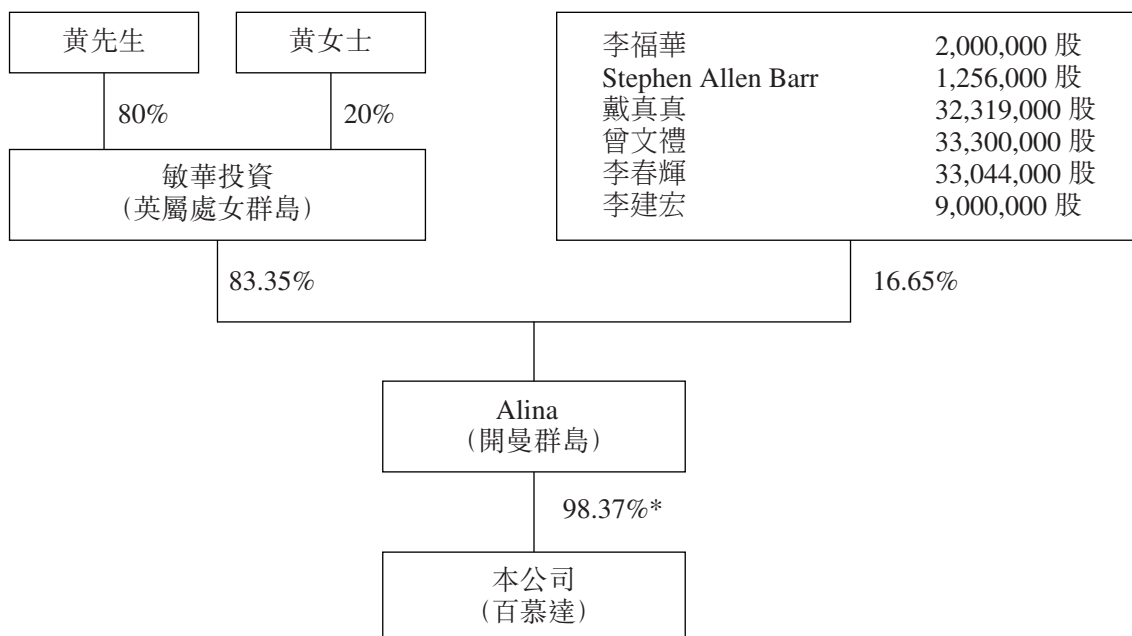 黃先生
黃女士
李福華 2,000,000 股
Stephen Allen Barr 1,256,000 股
戴真真 32,319,000 股
曾文禮 33,300,000 股
李春輝 33,044,000 股
李建宏 9,000,000 股
80%
20%
敏華投資
(英屬處女群島)
83.35%
16.65%
Alina
(開曼群島)
98.37%*
本公司
(百慕達)